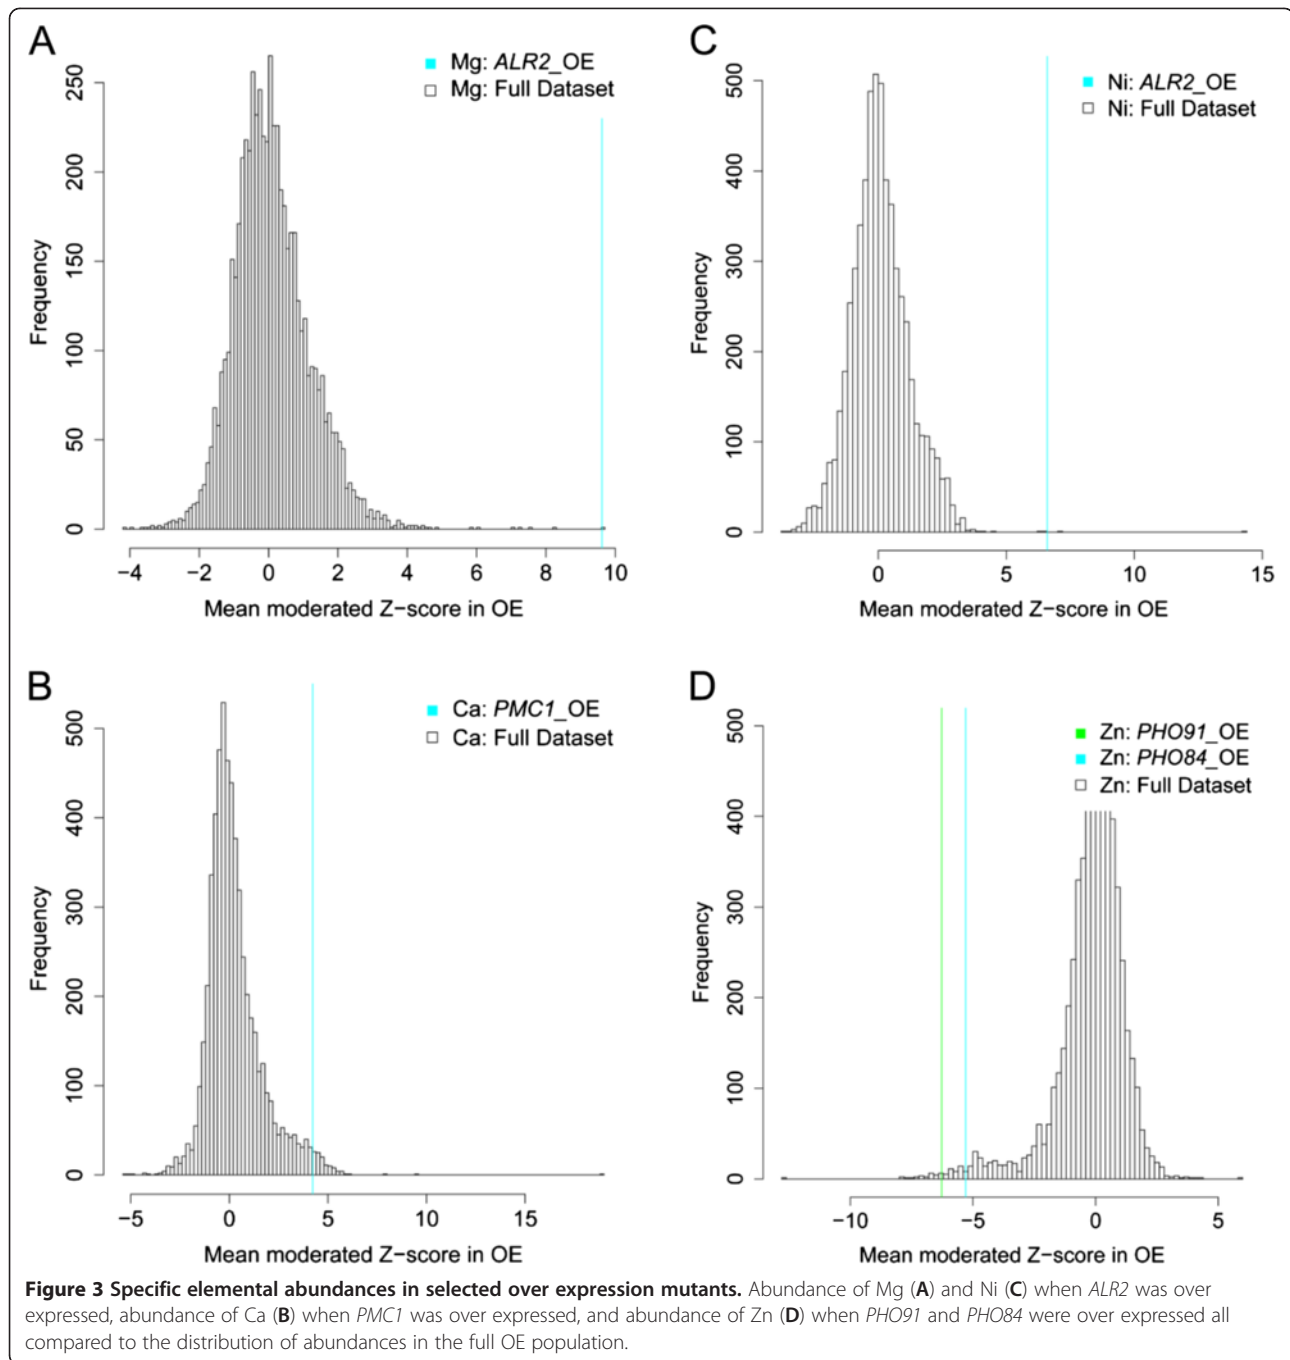 A
Mg: ALR2_OE
Mg: Full Dataset
Frequency
0
50
100
150
200
250
−4 −2 0 2 4 6 8 10
Mean moderated Z−score in OE
C
Ni: ALR2_OE
Ni: Full Dataset
Frequency
0
100
200
300
400
500
0 5 10 15
Mean moderated Z−score in OE
B
Ca: PMC1_OE
Ca: Full Dataset
Frequency
0
100
200
300
400
500
−5 0 5 10 15
Mean moderated Z−score in OE
D
Zn: PHO91_OE
Zn: PHO84_OE
Zn: Full Dataset
Frequency
0
100
200
300
400
500
−10 −5 0 5
Mean moderated Z−score in OE
Figure 3 Specific elemental abundances in selected over expression mutants. Abundance of Mg (A) and Ni (C) when ALR2 was over
expressed, abundance of Ca (B) when PMC1 was over expressed, and abundance of Zn (D) when PHO91 and PHO84 were over expressed all
compared to the distribution of abundances in the full OE population.